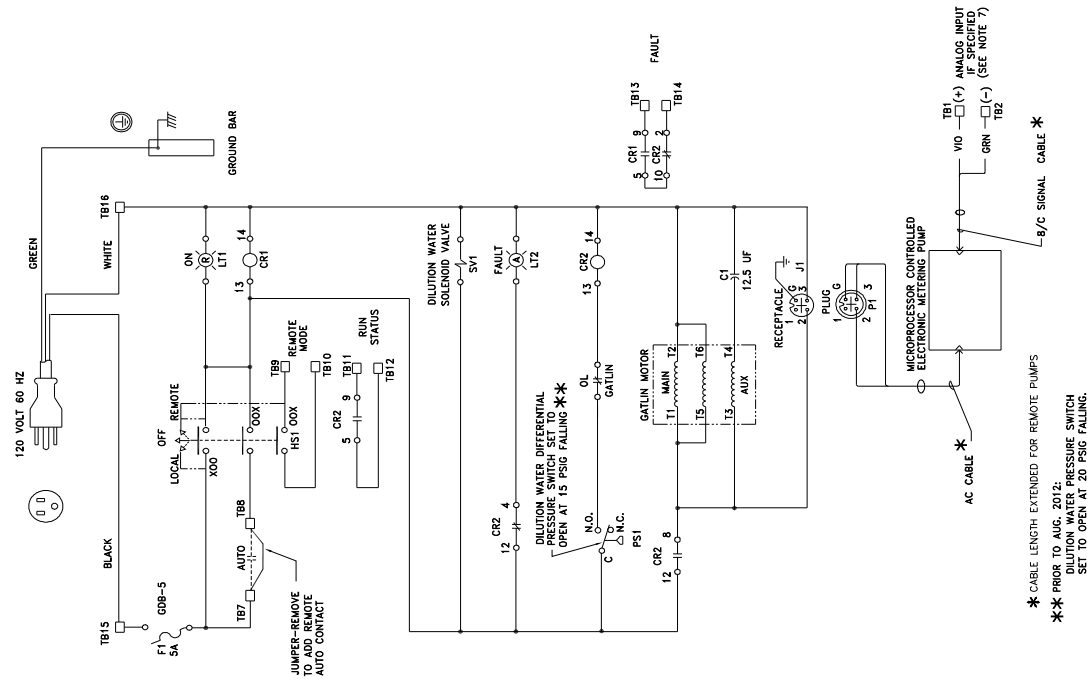 120 VOLT 60 HZ
GREEN
BLACK
WHITE
GROUND BAR
TB15
TB16
GDB-5
F1
5A
LOCAL
OFF
REMOTE
XOO
ON
R
LT1
TB7
AUTO
TB8
OOX
13
14
CR1
JUMPER-REMOVE
TO ADD REMOTE
AUTO CONTACT
HS1
OOX
TB9
REMOTE
MODE
TB10
5
CR2
9
TB11
RUN
STATUS
TB12
DILUTION WATER
SOLENOID VALVE
SV1
12
CR2
4
FAULT
A
LT2
DILUTION WATER DIFFERENTIAL
PRESSURE SWITCH SET TO
OPEN AT 15 PSIG FALLING **
C
N.O.
N.C.
PS1
OL
GATLIN
13
CR2
14
5
CR1
9
TB13
10
CR2
2
TB14
FAULT
12
CR2
8
GATLIN MOTOR
T1
MAIN
T2
T5
T6
T3
AUX
T4
C1
12.5 UF
RECEPTACLE
1
G
2
3
J1
PLUG
1
G
2
3
P1
MICROPROCESSOR CONTROLLED
ELECTRONIC METERING PUMP
AC CABLE *
B/C SIGNAL CABLE *
VIO
GRN
TB1
(+)
TB2
(-)
ANALOG INPUT
IF SPECIFIED
(SEE NOTE 7)
* CABLE LENGTH EXTENDED FOR REMOTE PUMPS
** PRIOR TO AUG. 2012:
DILUTION WATER PRESSURE SWITCH
SET TO OPEN AT 20 PSIG FALLING.